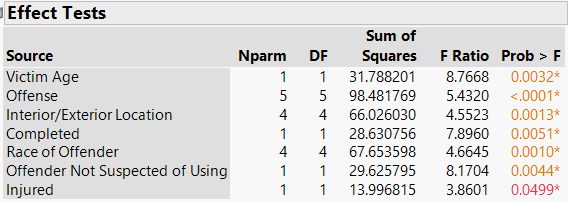 Effect Tests
Sum of
Source Nparm DF Squares F Ratio Prob > F
Victim Age 1 1 31.788201 8.7668 0.0032*
Offense 5 5 98.481769 5.4320 <.0001*
Interior/Exterior Location 4 4 66.026030 4.5523 0.0013*
Completed 1 1 28.630756 7.8960 0.0051*
Race of Offender 4 4 67.653598 4.6645 0.0010*
Offender Not Suspected of Using 1 1 29.625795 8.1704 0.0044*
Injured 1 1 13.996815 3.8601 0.0499*